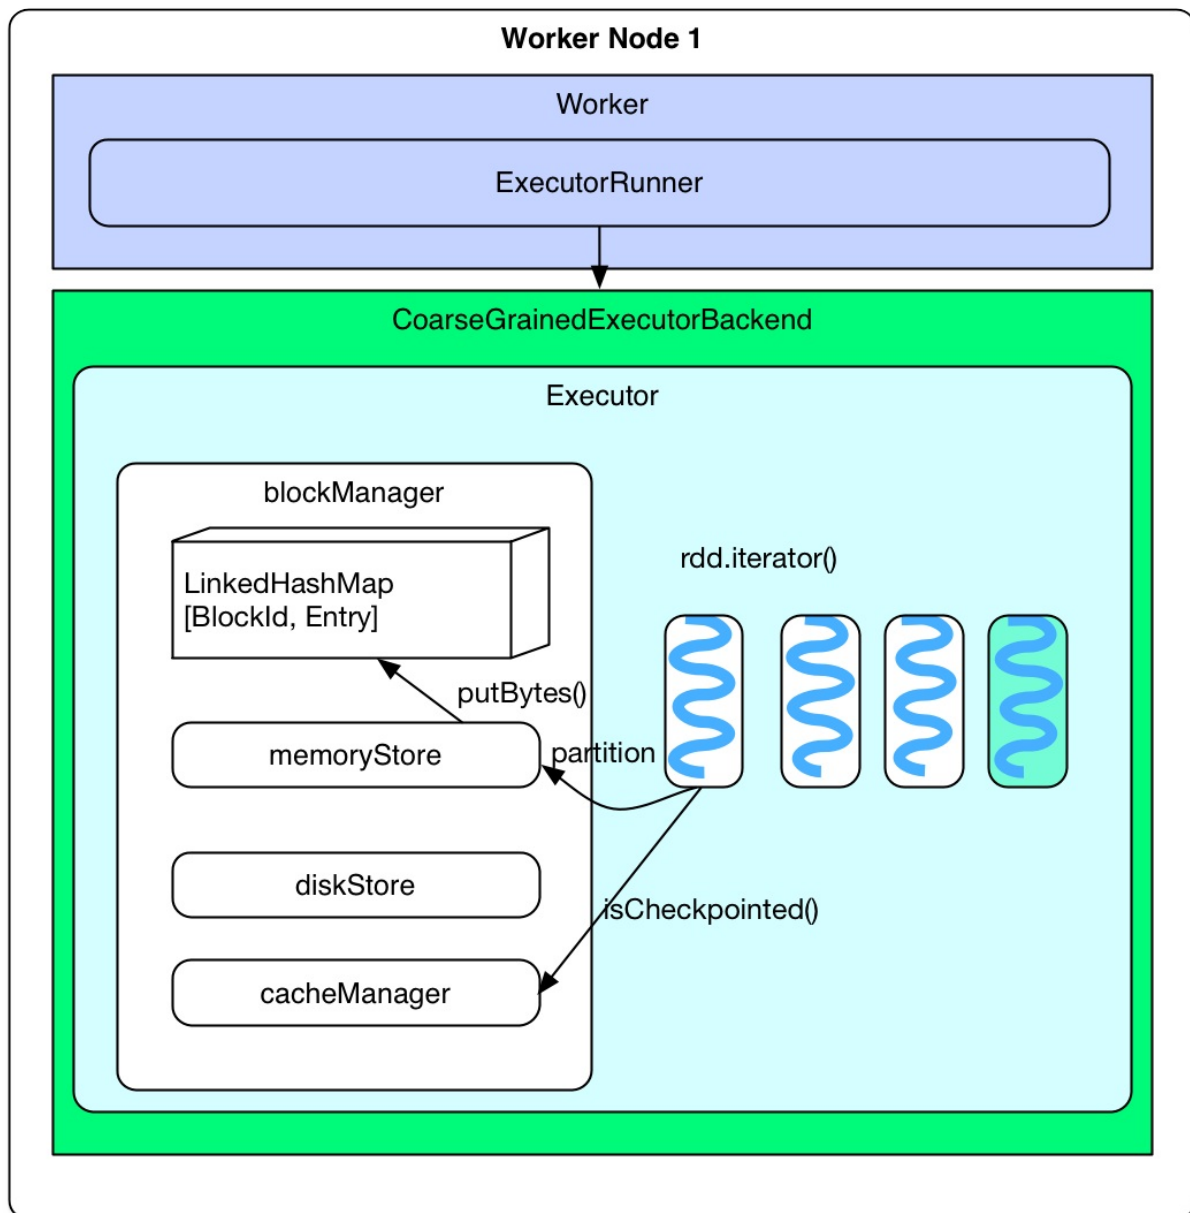 Worker Node 1
Worker
ExecutorRunner
CoarseGrainedExecutorBackend
Executor
blockManager
LinkedHashMap
[BlockId, Entry]
rdd.iterator()
putBytes()
memoryStore
partition
diskStore
isCheckpointed()
cacheManager